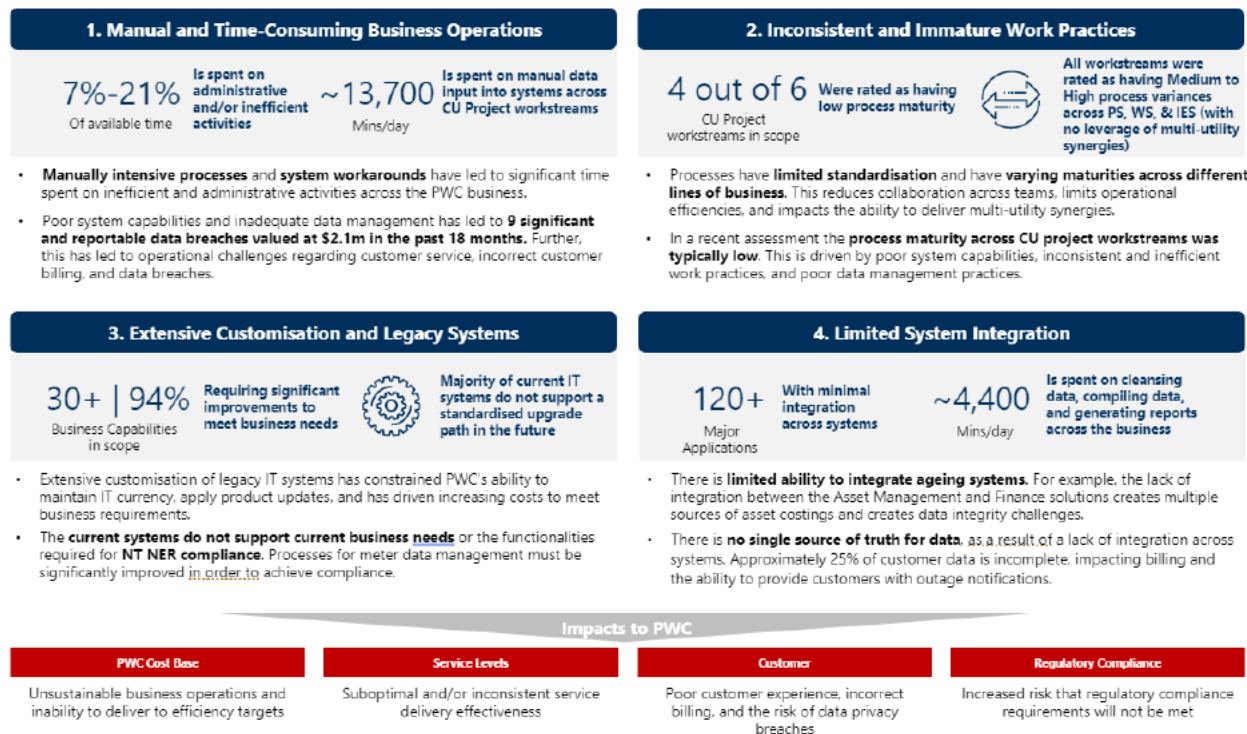 1. Manual and Time-Consuming Business Operations
7%-21%
Of available time
Is spent on
administrative
and/or inefficient
activities
~13,700
Mins/day
Is spent on manual data
input into systems across
CU Project workstreams
• Manually intensive processes and system workarounds have led to significant time
spent on inefficient and administrative activities across the PWC business.
• Poor system capabilities and inadequate data management has led to 9 significant
and reportable data breaches valued at $2.1m in the past 18 months. Further,
this has led to operational challenges regarding customer service, incorrect customer
billing, and data breaches.
2. Inconsistent and Immature Work Practices
4 out of 6
CU Project
workstreams in scope
Were rated as having
low process maturity
All workstreams were
rated as having Medium to
High process variances
across PS, WS, & IES (with
no leverage of multi-utility
synergies)
• Processes have limited standardisation and have varying maturities across different
lines of business. This reduces collaboration across teams, limits operational
efficiencies, and impacts the ability to deliver multi-utility synergies.
• In a recent assessment the process maturity across CU project workstreams was
typically low. This is driven by poor system capabilities, inconsistent and inefficient
work practices, and poor data management practices.
3. Extensive Customisation and Legacy Systems
30+ | 94%
Business Capabilities
in scope
Requiring significant
improvements to
meet business needs
Majority of current IT
systems do not support a
standardised upgrade
path in the future
• Extensive customisation of legacy IT systems has constrained PWC's ability to
maintain IT currency, apply product updates, and has driven increasing costs to meet
business requirements.
• The current systems do not support current business needs or the functionalities
required for NT NER compliance. Processes for meter data management must be
significantly improved in order to achieve compliance.
4. Limited System Integration
120+
Major
Applications
With minimal
integration
across systems
~4,400
Mins/day
Is spent on cleansing
data, compiling data,
and generating reports
across the business
• There is limited ability to integrate ageing systems. For example, the lack of
integration between the Asset Management and Finance solutions creates multiple
sources of asset costings and creates data integrity challenges.
• There is no single source of truth for data, as a result of a lack of integration across
systems. Approximately 25% of customer data is incomplete, impacting billing and
the ability to provide customers with outage notifications.
Impacts to PWC
PWC Cost Base
Unsustainable business operations and
inability to deliver to efficiency targets
Service Levels
Suboptimal and/or inconsistent service
delivery effectiveness
Customer
Poor customer experience, incorrect
billing, and the risk of data privacy
breaches
Regulatory Compliance
Increased risk that regulatory compliance
requirements will not be met